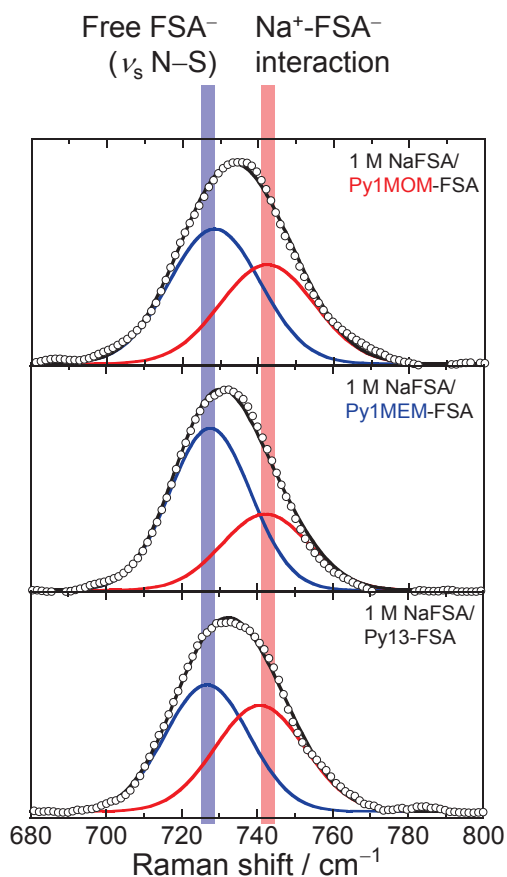 Free FSA⁻
(νₛ N–S)
Na⁺-FSA⁻
interaction
1 M NaFSA/
Py1MOM-FSA
1 M NaFSA/
Py1MEM-FSA
1 M NaFSA/
Py13-FSA
680 700 720 740 760 780 800
Raman shift / cm⁻¹